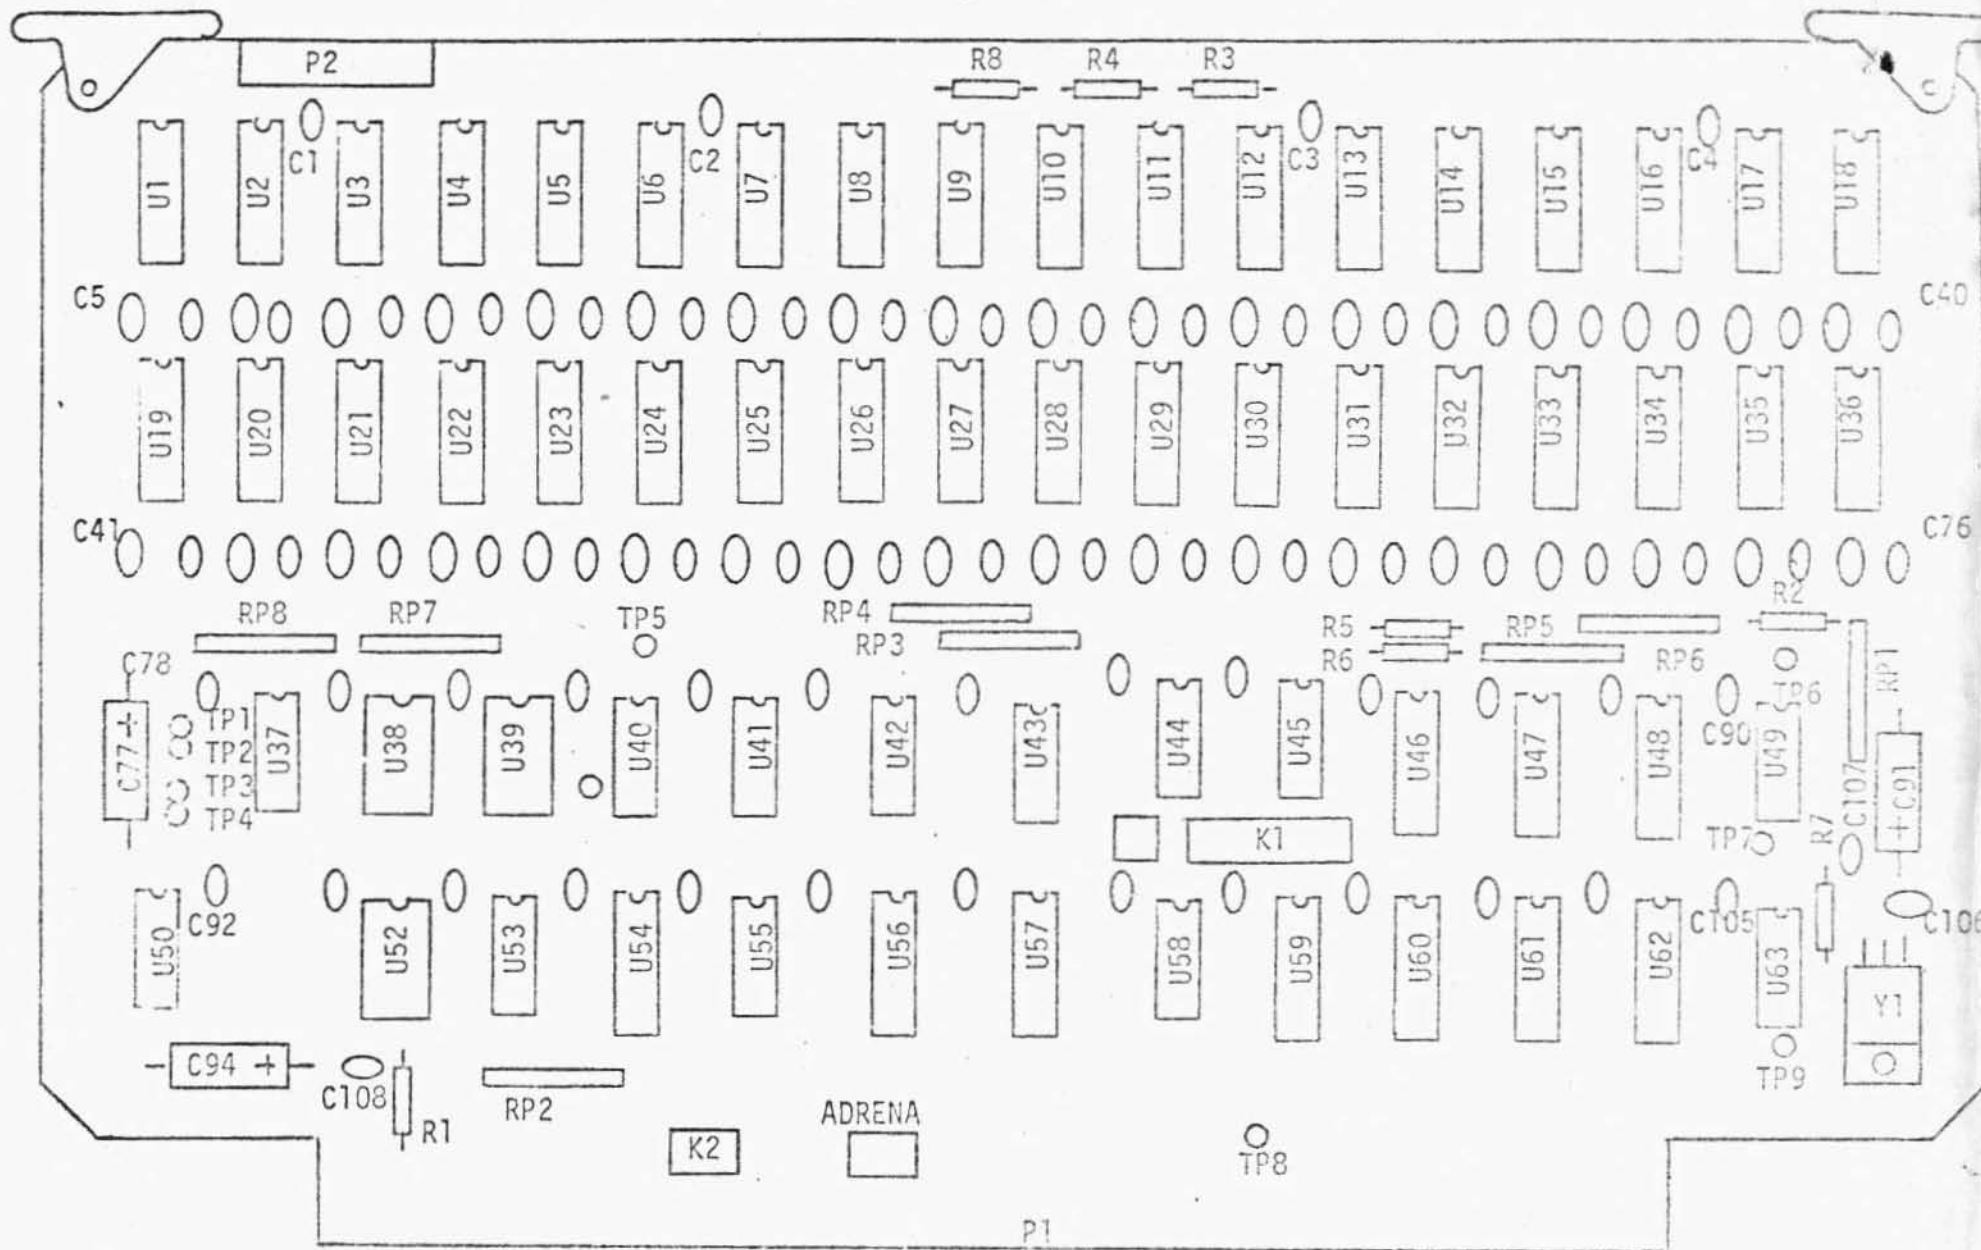 P2
R8 R4 R3
C1 C2 C3 C4
U1 U2 U3 U4 U5 U6 U7 U8 U9 U10 U11 U12 U13 U14 U15 U16 U17 U18
C5 C40
U19 U20 U21 U22 U23 U24 U25 U26 U27 U28 U29 U30 U31 U32 U33 U34 U35 U36
C41 C76
RP8 RP7 TP5 RP4 R2
RP3 R5 RP5
R6 RP6 RP1
C78 TP6
C77 + TP1
TP2
TP3
TP4
U37 U38 U39 U40 U41 U42 U43 U44 U45 U46 U47 U48 C90 U49 C107 C91 +
K1 TP7 R7
C92 C105 C106
U50 U52 U53 U54 U55 U56 U57 U58 U59 U60 U61 U62 U63 Y1
C94 +
C108 R1 RP2 TP9
ADRENA
K2 TP8
P1